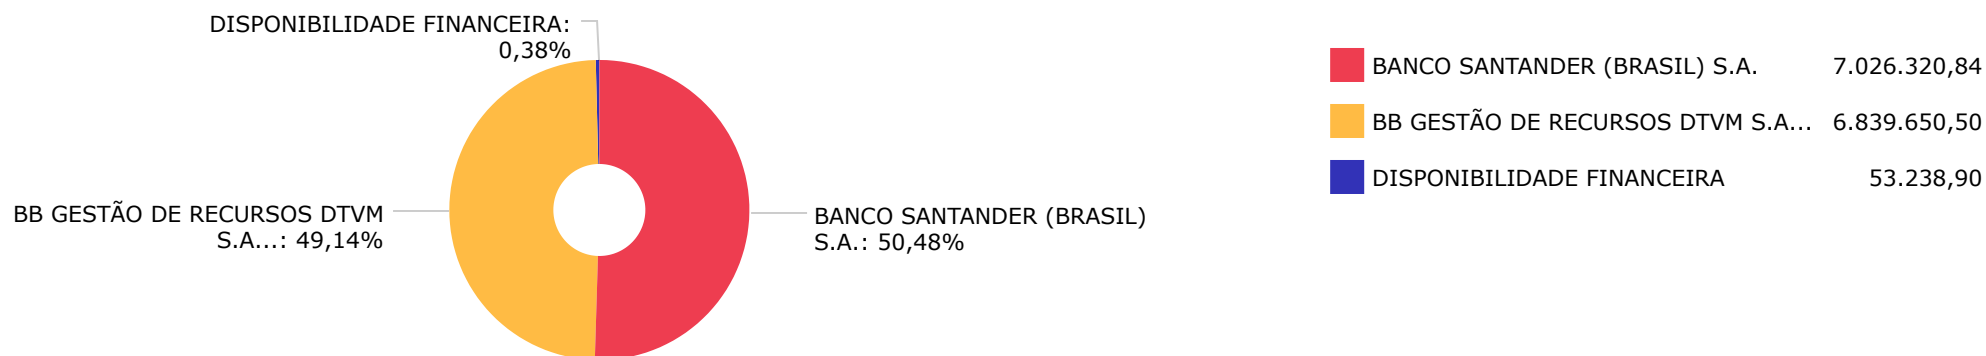 DISPONIBILIDADE FINANCEIRA:
0,38%
BB GESTÃO DE RECURSOS DTVM
S.A...: 49,14%
BANCO SANTANDER (BRASIL)
S.A.: 50,48%
BANCO SANTANDER (BRASIL) S.A. 7.026.320,84
BB GESTÃO DE RECURSOS DTVM S.A... 6.839.650,50
DISPONIBILIDADE FINANCEIRA 53.238,90